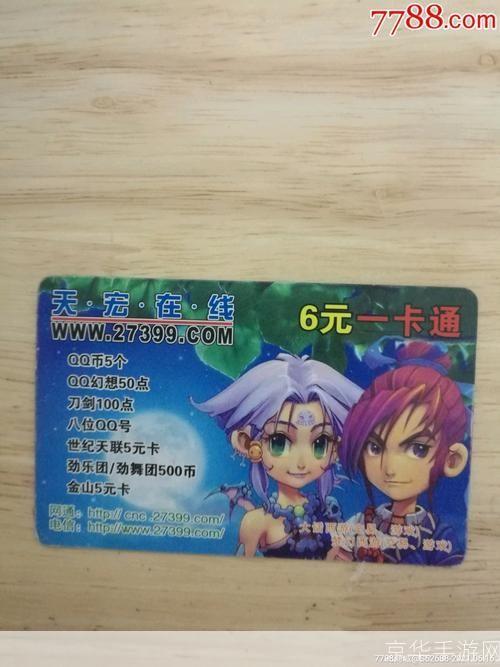 7788.com
天·宏·在·线
WWW.27399.COM
6元一卡通
QQ币5个
QQ幻想50点
刀剑100点
八位QQ号
世纪天联5元卡
劲乐团/劲舞团500币
金山5元卡
网通：http:// cnc .27399.com/
电信：http://www.27399.com/
京华手游网